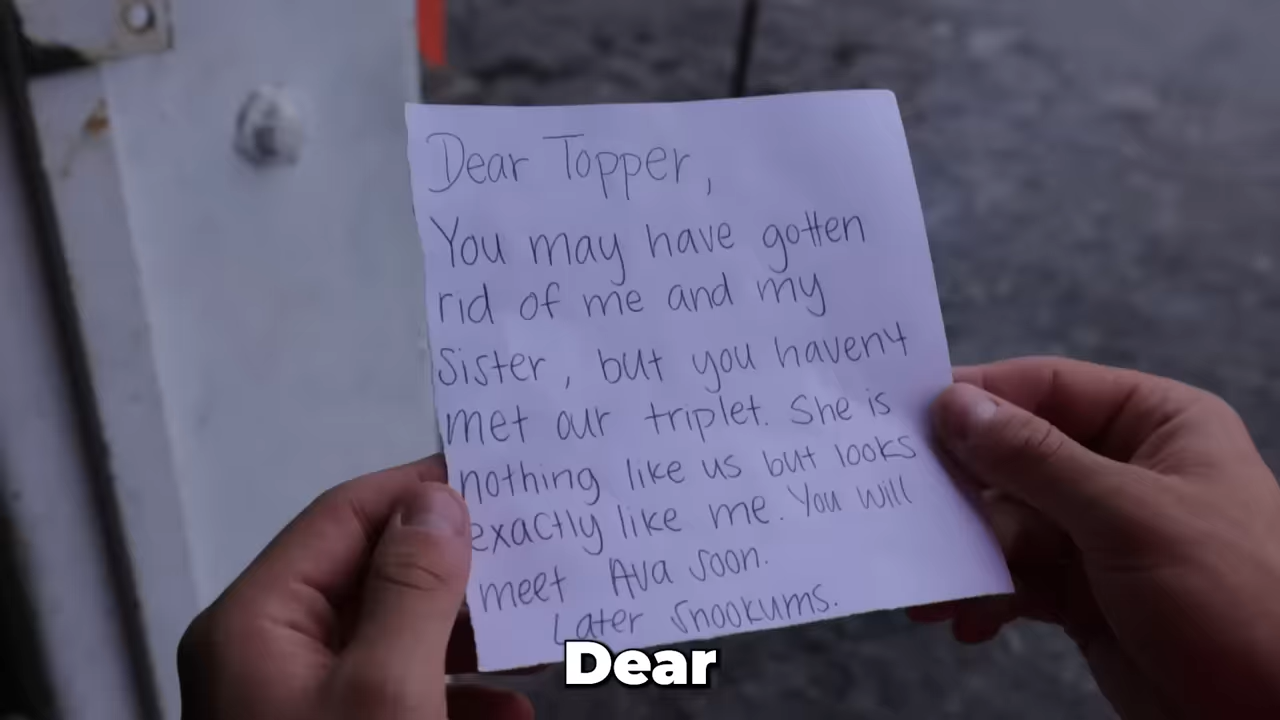 Dear Topper,
You may have gotten
rid of me and my
Sister, but you haven't
met our triplet. She is
nothing like us but looks
exactly like me. You will
meet Ava soon.
Later Snookums.
Dear